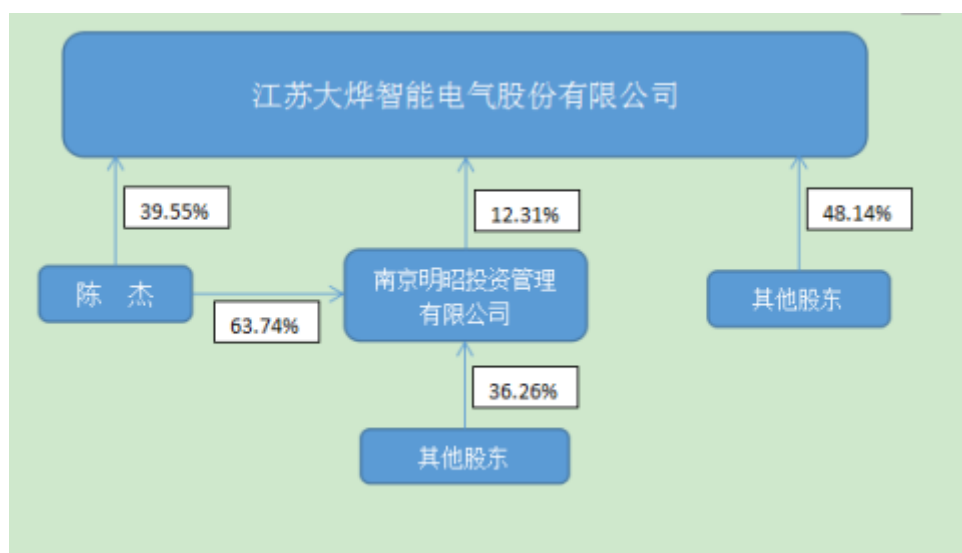 江苏大烨智能电气股份有限公司
39.55%
12.31%
48.14%
陈 杰
南京明昭投资管理
有限公司
其他股东
63.74%
36.26%
其他股东